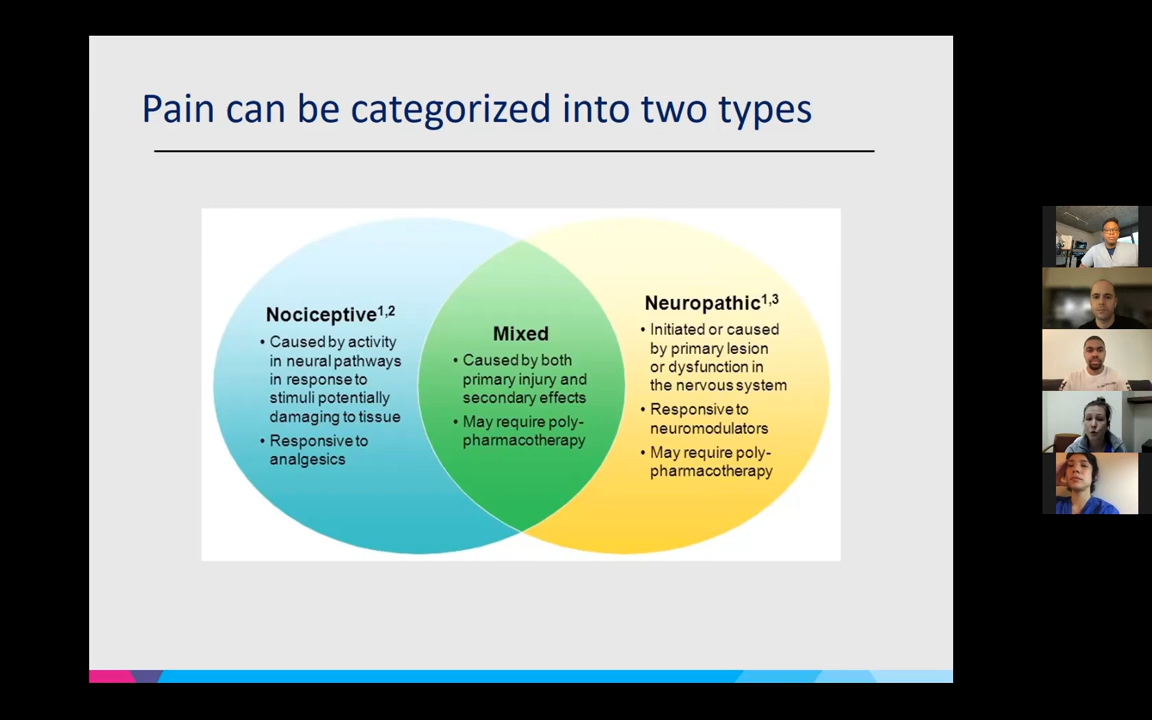 Pain can be categorized into two types
Nociceptive1,2
• Caused by activity
in neural pathways
in response to
stimuli potentially
damaging to tissue
• Responsive to
analgesics
Mixed
• Caused by both
primary injury and
secondary effects
• May require poly-
pharmacotherapy
Neuropathic1,3
• Initiated or caused
by primary lesion
or dysfunction in
the nervous system
• Responsive to
neuromodulators
• May require poly-
pharmacotherapy